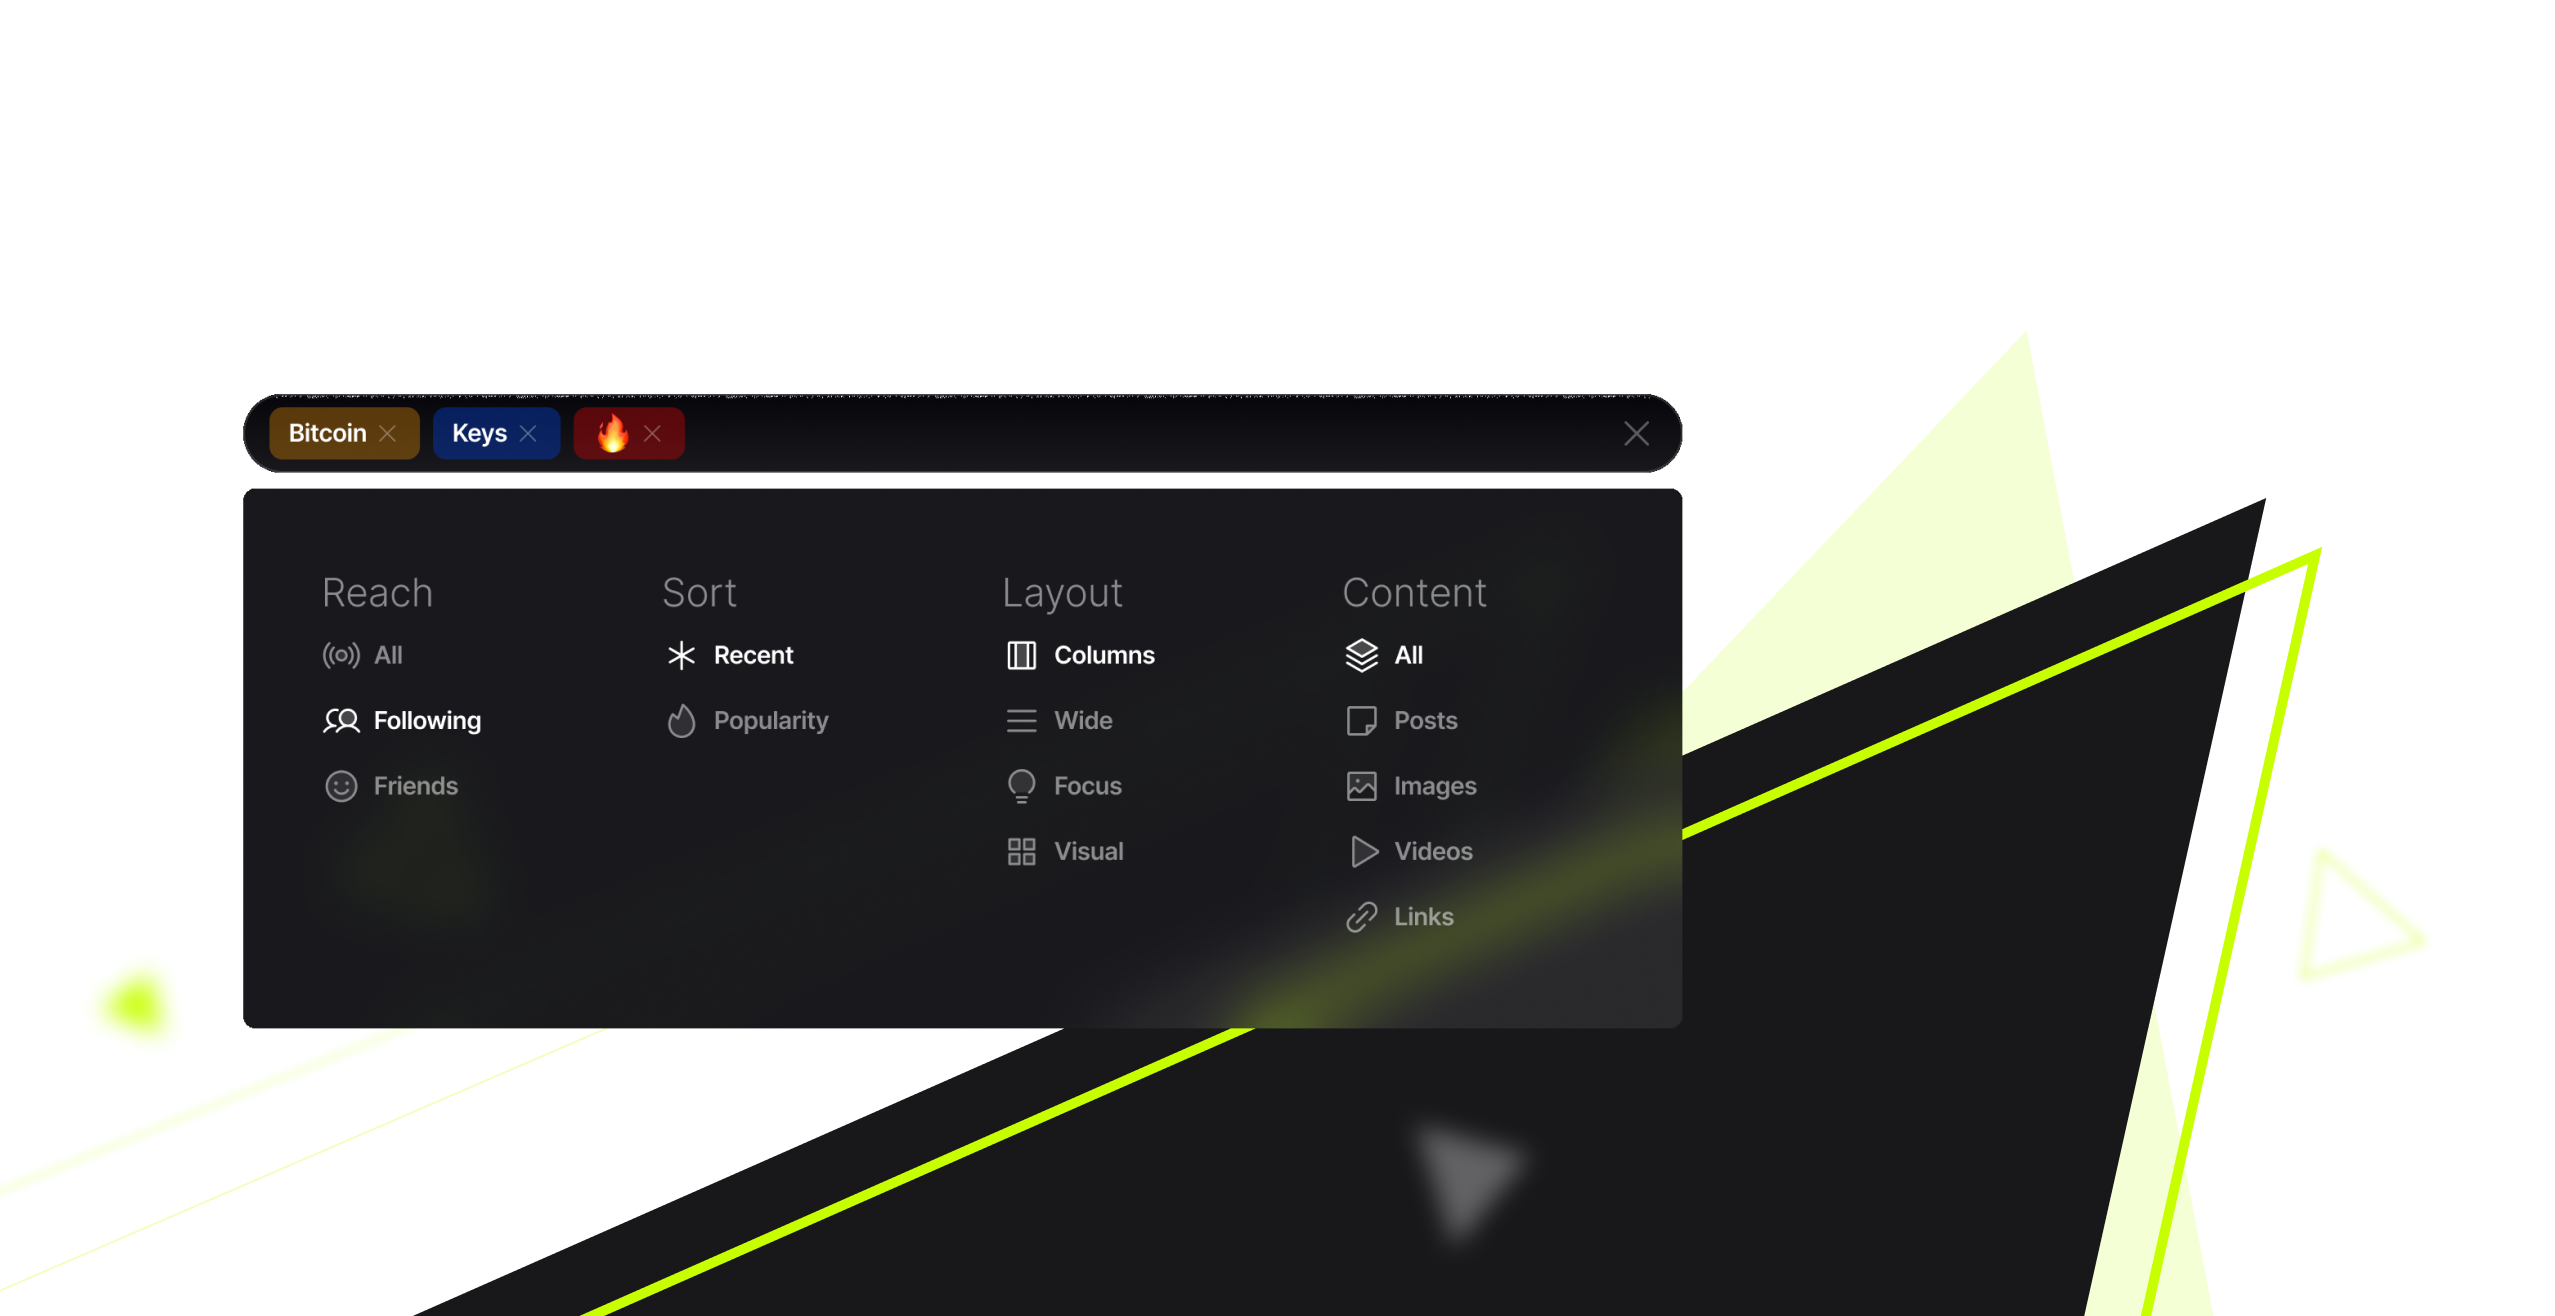 Bitcoin Keys 🔥
Reach
All
Following
Friends
Sort
Recent
Popularity
Layout
Columns
Wide
Focus
Visual
Content
All
Posts
Images
Videos
Links